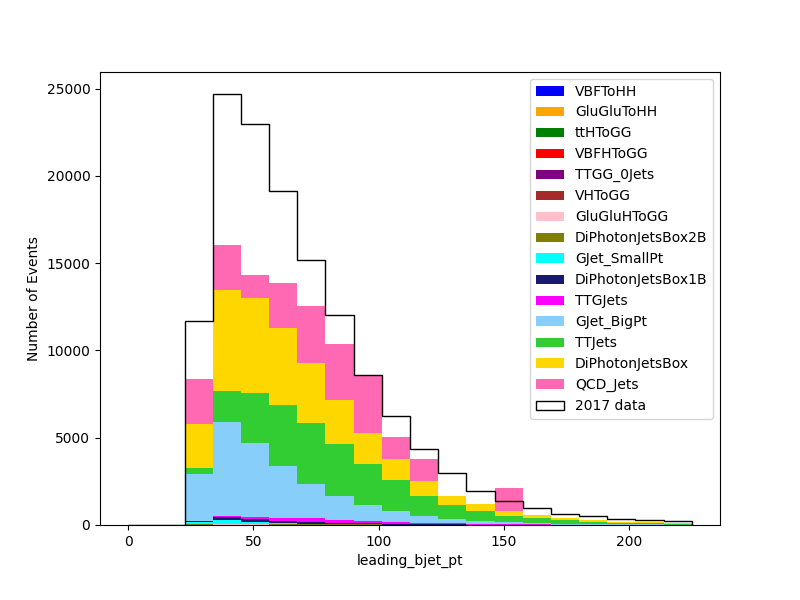 25000
20000
15000
10000
5000
0
Number of Events
0
50
100
150
200
leading_bjet_pt
VBFToHH
GluGluToHH
ttHToGG
VBFHToGG
TTGG_0Jets
VHToGG
GluGluHToGG
DiPhotonJetsBox2B
GJet_SmallPt
DiPhotonJetsBox1B
TTGJets
GJet_BigPt
TTJets
DiPhotonJetsBox
QCD_Jets
2017 data